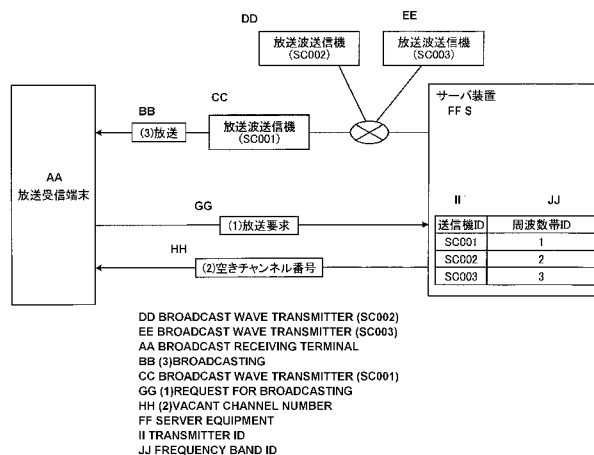 DD
EE
放送波送信機
(SC002)
放送波送信機
(SC003)
サーバ装置
FF S
BB
CC
(3)放送
放送波送信機
(SC001)
AA
放送受信端末
GG
(1)放送要求
HH
(2)空きチャンネル番号
II
JJ
送信機ID 周波数帯ID
SC001 1
SC002 2
SC003 3
DD BROADCAST WAVE TRANSMITTER (SC002)
EE BROADCAST WAVE TRANSMITTER (SC003)
AA BROADCAST RECEIVING TERMINAL
BB (3)BROADCASTING
CC BROADCAST WAVE TRANSMITTER (SC001)
GG (1)REQUEST FOR BROADCASTING
HH (2)VACANT CHANNEL NUMBER
FF SERVER EQUIPMENT
II TRANSMITTER ID
JJ FREQUENCY BAND ID